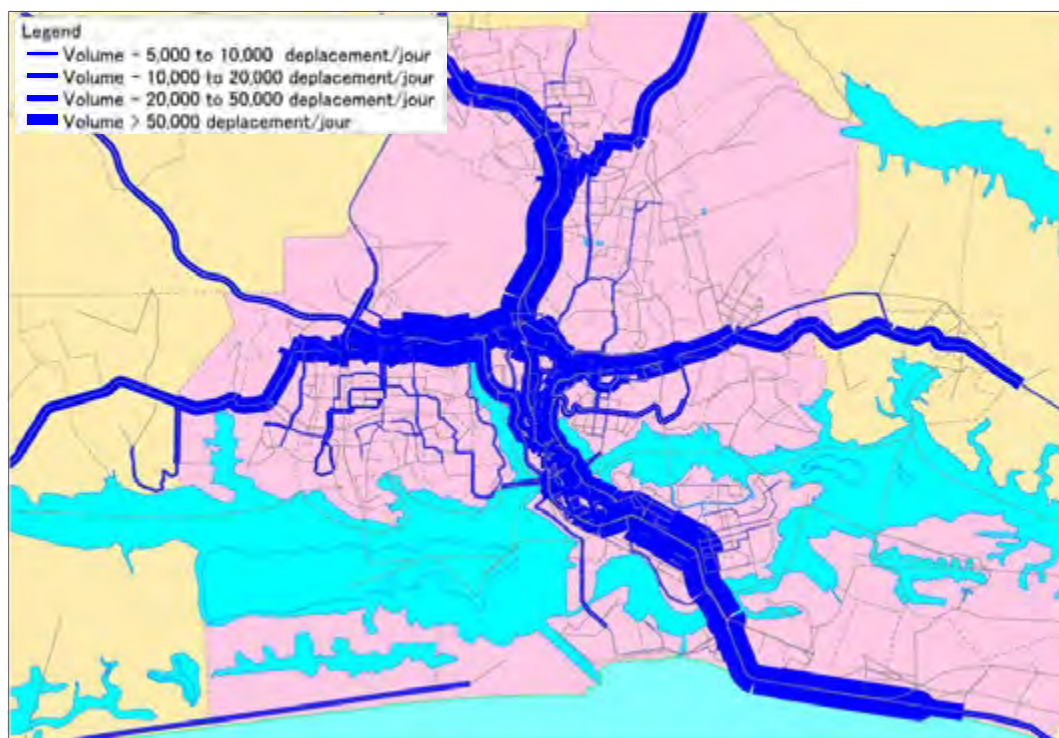 Legend
Volume - 5,000 to 10,000 deplacement/jour
Volume - 10,000 to 20,000 deplacement/jour
Volume - 20,000 to 50,000 deplacement/jour
Volume > 50,000 deplacement/jour